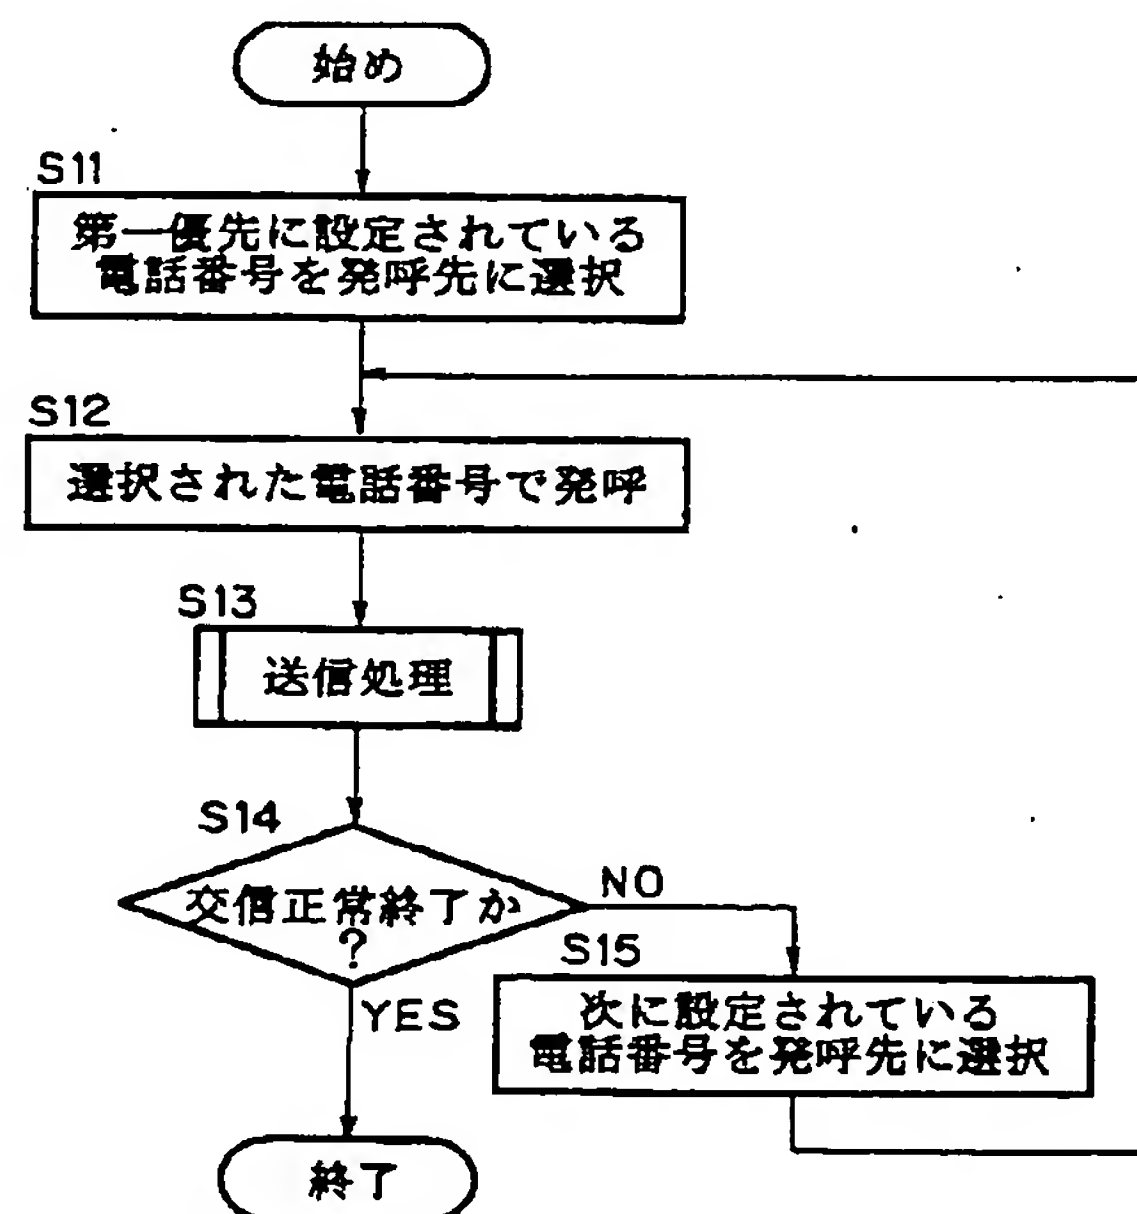 始め
S11
第一優先に設定されている
電話番号を発呼先に選択
S12
選択された電話番号で発呼
S13
送信処理
S14
交信正常終了か
?
NO
YES
S15
次に設定されている
電話番号を発呼先に選択
終了